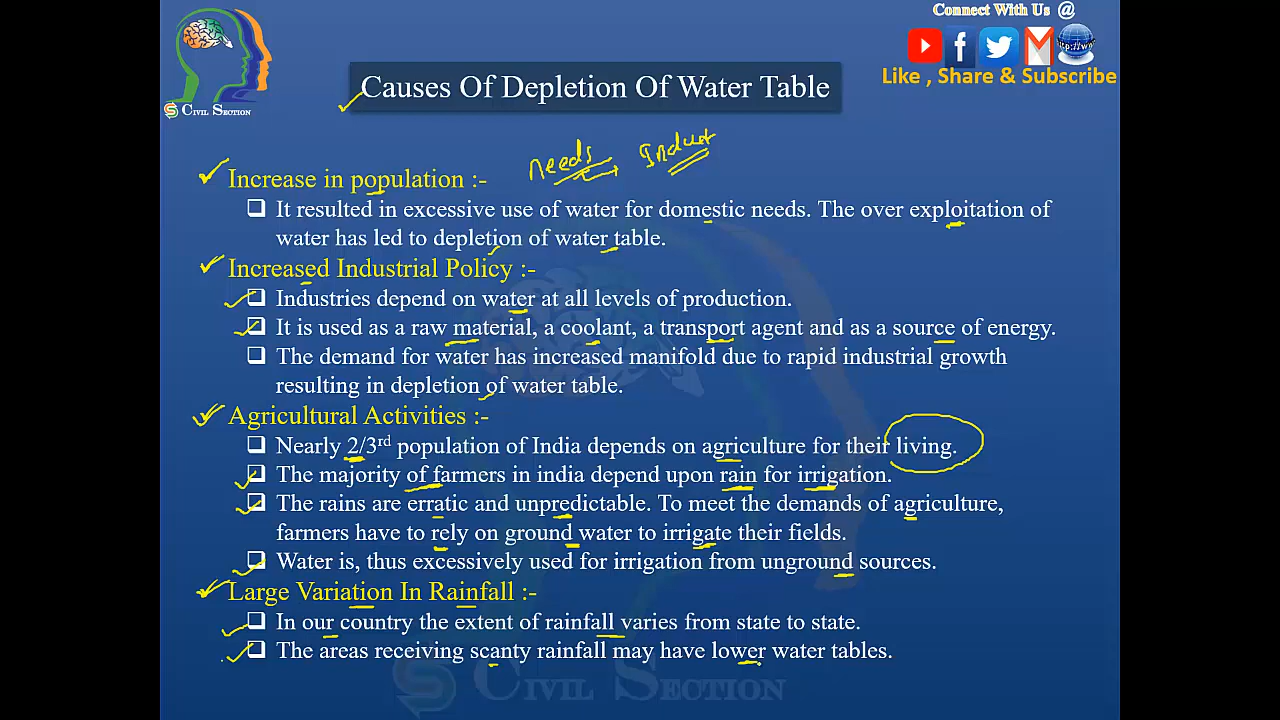 Connect With Us @
http://ww
Like , Share & Subscribe
CIVIL SECTION
Causes Of Depletion Of Water Table
needs Indust
Increase in population :-
It resulted in excessive use of water for domestic needs. The over exploitation of
water has led to depletion of water table.
Increased Industrial Policy :-
Industries depend on water at all levels of production.
It is used as a raw material, a coolant, a transport agent and as a source of energy.
The demand for water has increased manifold due to rapid industrial growth
resulting in depletion of water table.
Agricultural Activities :-
Nearly 2/3rd population of India depends on agriculture for their living.
The majority of farmers in india depend upon rain for irrigation.
The rains are erratic and unpredictable. To meet the demands of agriculture,
farmers have to rely on ground water to irrigate their fields.
Water is, thus excessively used for irrigation from unground sources.
Large Variation In Rainfall :-
In our country the extent of rainfall varies from state to state.
The areas receiving scanty rainfall may have lower water tables.
CIVIL SECTION